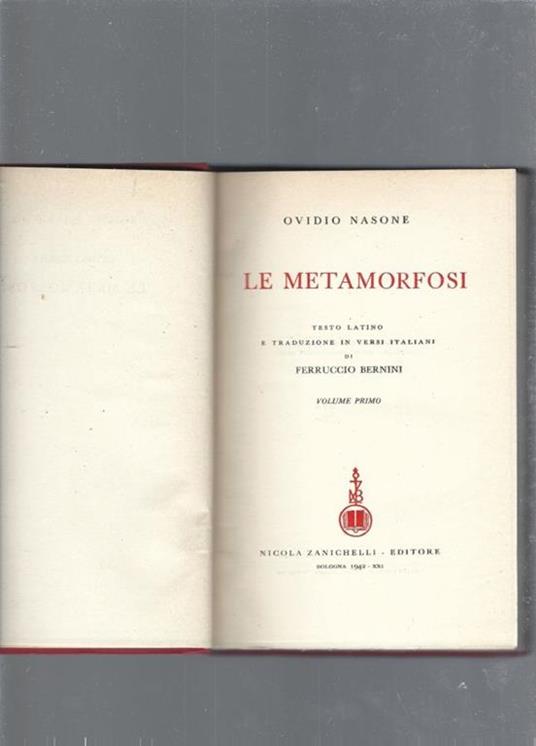 OVIDIO NASONE
LE METAMORFOSI
TESTO LATINO
E TRADUZIONE IN VERSI ITALIANI
DI
FERRUCCIO BERNINI
VOLUME PRIMO
NICOLA ZANICHELLI - EDITORE
BOLOGNA 1942 - XXI